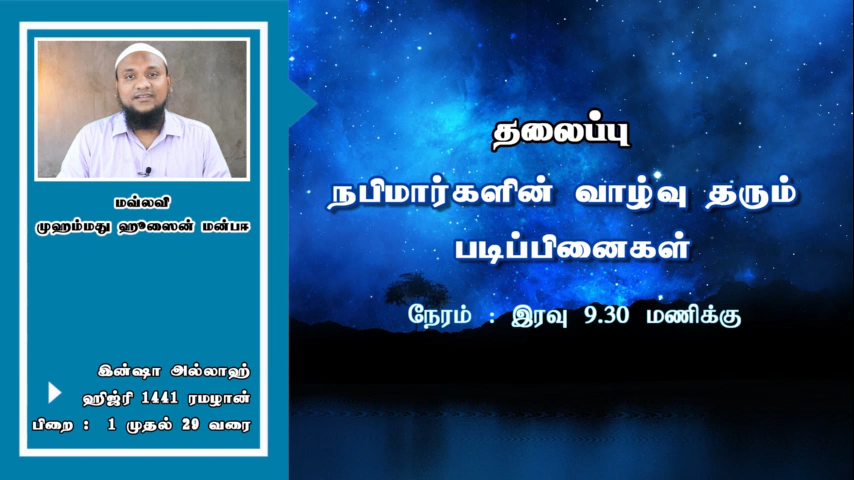 மவ்லவீ
முஹம்மது ஹூஸைன் மன்பஈ
இன்ஷா அல்லாஹ்
ஹிஜ்ரி 1441 ரமழான்
பிறை : 1 முதல் 29 வரை
தலைப்பு
நபிமார்களின் வாழ்வு தரும்
படிப்பினைகள்
நேரம் : இரவு 9.30 மணிக்கு